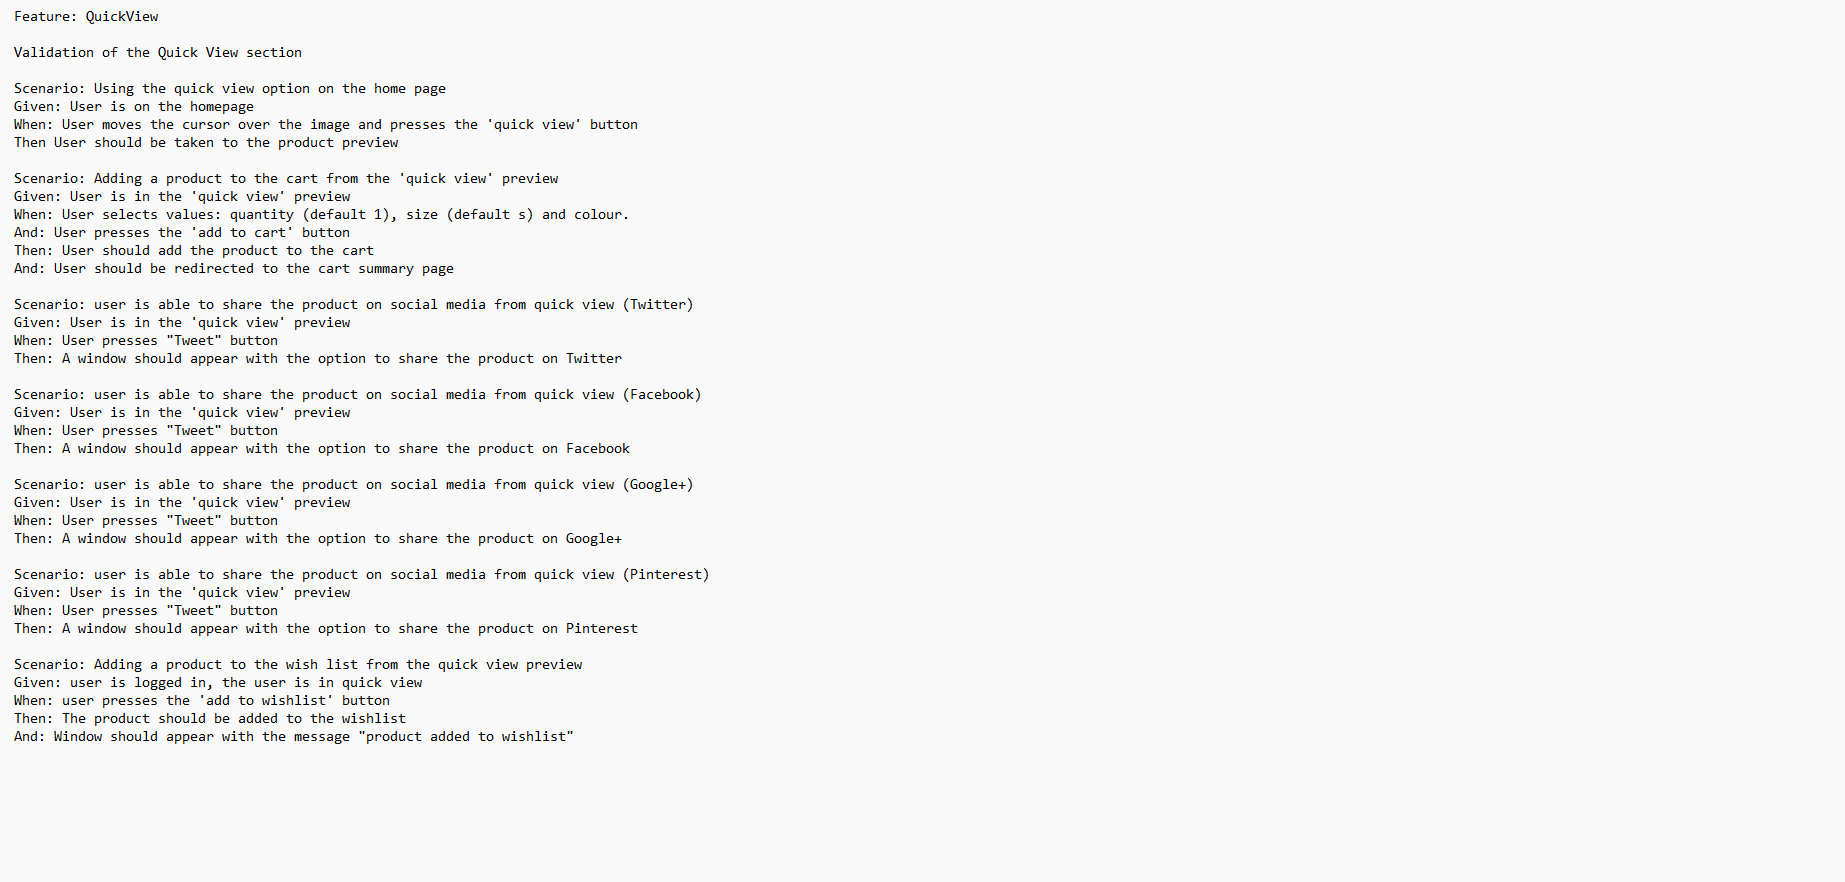 Feature: QuickView
Validation of the Quick View section
Scenario: Using the quick view option on the home page
Given: User is on the homepage
When: User moves the cursor over the image and presses the 'quick view' button
Then User should be taken to the product preview
Scenario: Adding a product to the cart from the 'quick view' preview
Given: User is in the 'quick view' preview
When: User selects values: quantity (default 1), size (default s) and colour.
And: User presses the 'add to cart' button
Then: User should add the product to the cart
And: User should be redirected to the cart summary page
Scenario: user is able to share the product on social media from quick view (Twitter)
Given: User is in the 'quick view' preview
When: User presses "Tweet" button
Then: A window should appear with the option to share the product on Twitter
Scenario: user is able to share the product on social media from quick view (Facebook)
Given: User is in the 'quick view' preview
When: User presses "Tweet" button
Then: A window should appear with the option to share the product on Facebook
Scenario: user is able to share the product on social media from quick view (Google+)
Given: User is in the 'quick view' preview
When: User presses "Tweet" button
Then: A window should appear with the option to share the product on Google+
Scenario: user is able to share the product on social media from quick view (Pinterest)
Given: User is in the 'quick view' preview
When: User presses "Tweet" button
Then: A window should appear with the option to share the product on Pinterest
Scenario: Adding a product to the wish list from the quick view preview
Given: user is logged in, the user is in quick view
When: user presses the 'add to wishlist' button
Then: The product should be added to the wishlist
And: Window should appear with the message "product added to wishlist"